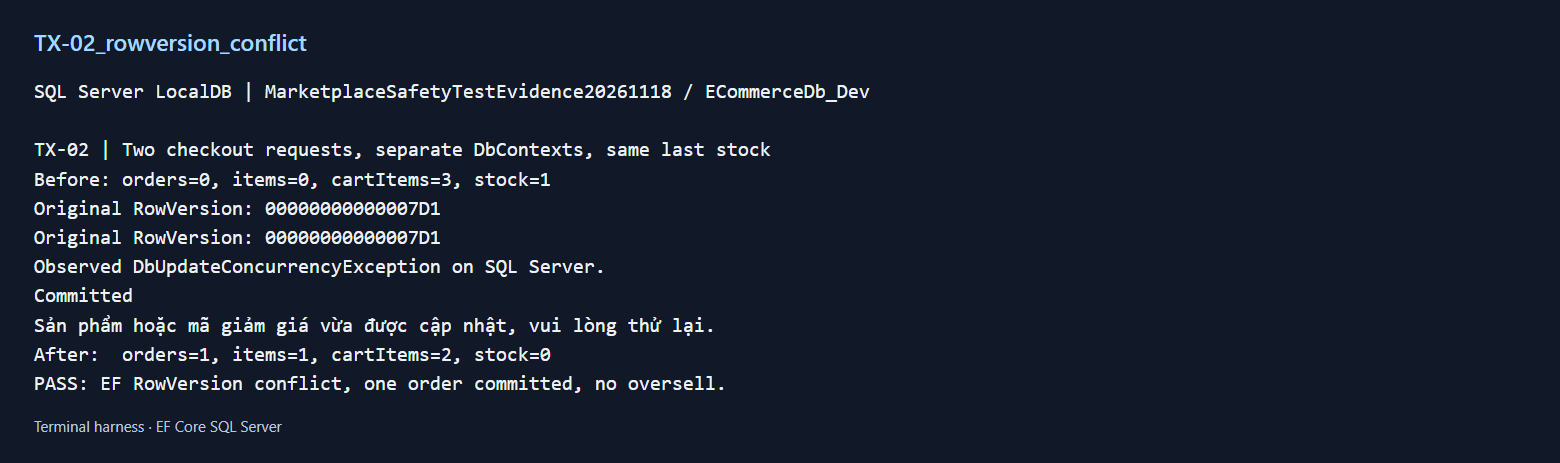 TX-02_rowversion_conflict
SQL Server LocalDB | MarketplaceSafetyTestEvidence20261118 / ECommerceDb_Dev
TX-02 | Two checkout requests, separate DbContexts, same last stock
Before: orders=0, items=0, cartItems=3, stock=1
Original RowVersion: 00000000000007D1
Original RowVersion: 00000000000007D1
Observed DbUpdateConcurrencyException on SQL Server.
Committed
Sản phẩm hoặc mã giảm giá vừa được cập nhật, vui lòng thử lại.
After:  orders=1, items=1, cartItems=2, stock=0
PASS: EF RowVersion conflict, one order committed, no oversell.
Terminal harness · EF Core SQL Server